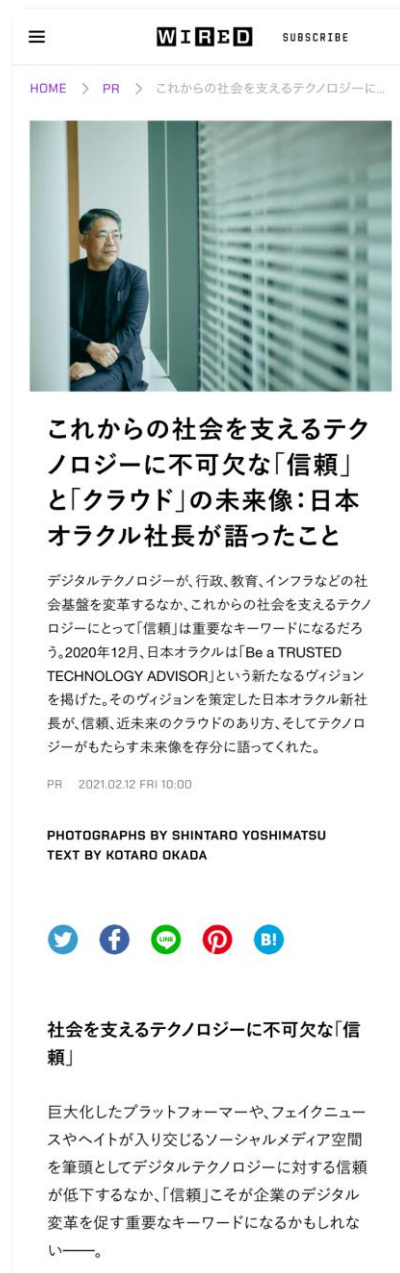 WIRED SUBSCRIBE
HOME > PR > これからの社会を支えるテクノロジーに...
これからの社会を支えるテク
ノロジーに不可欠な「信頼」
と「クラウド」の未来像：日本
オラクル社長が語ったこと
デジタルテクノロジーが、行政、教育、インフラなどの社
会基盤を変革するなか、これからの社会を支えるテクノ
ロジーにとって「信頼」は重要なキーワードになるだろ
う。2020年12月、日本オラクルは「Be a TRUSTED
TECHNOLOGY ADVISOR」という新たなるヴィジョン
を掲げた。そのヴィジョンを策定した日本オラクル新社
長が、信頼、近未来のクラウドのあり方、そしてテクノロ
ジーがもたらす未来像を存分に語ってくれた。
PR 2021.02.12 FRI 10:00
PHOTOGRAPHS BY SHINTARO YOSHIMATSU
TEXT BY KOTARO OKADA
LINE
B!
社会を支えるテクノロジーに不可欠な「信
頼」
巨大化したプラットフォーマーや、フェイクニュー
スやヘイトが入り交じるソーシャルメディア空間
を筆頭としてデジタルテクノロジーに対する信頼
が低下するなか、「信頼」こそが企業のデジタル
変革を促す重要なキーワードになるかもしれな
い——。